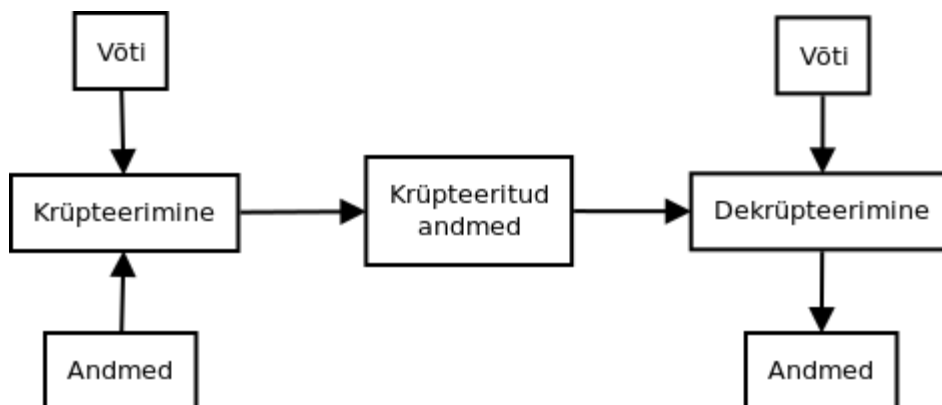 Võti
Võti
Krüpteerimine
Krüpteeritud
andmed
Dekrüpteerimine
Andmed
Andmed